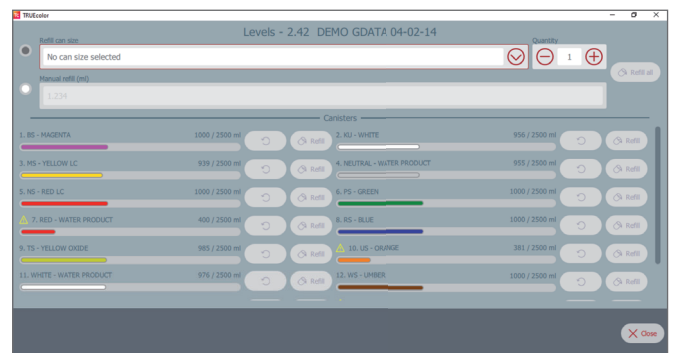 TRUEcolor
Levels - 2.42 DEMO GDATA 04-02-14
Refill can size
Quantity
No can size selected
1
Refill all
Manual refill (ml)
1.234
Canisters
1. BS - MAGENTA 1000 / 2500 ml Refill
2. KU - WHITE 956 / 2500 ml Refill
3. MS - YELLOW LC 939 / 2500 ml Refill
4. NEUTRAL - WATER PRODUCT 955 / 2500 ml Refill
5. NS - RED LC 1000 / 2500 ml Refill
6. PS - GREEN 1000 / 2500 ml Refill
7. RED - WATER PRODUCT 400 / 2500 ml Refill
8. RS - BLUE 1000 / 2500 ml Refill
9. TS - YELLOW OXIDE 985 / 2500 ml Refill
10. US - ORANGE 381 / 2500 ml Refill
11. WHITE - WATER PRODUCT 976 / 2500 ml Refill
12. WS - UMBER 1000 / 2500 ml Refill
Close